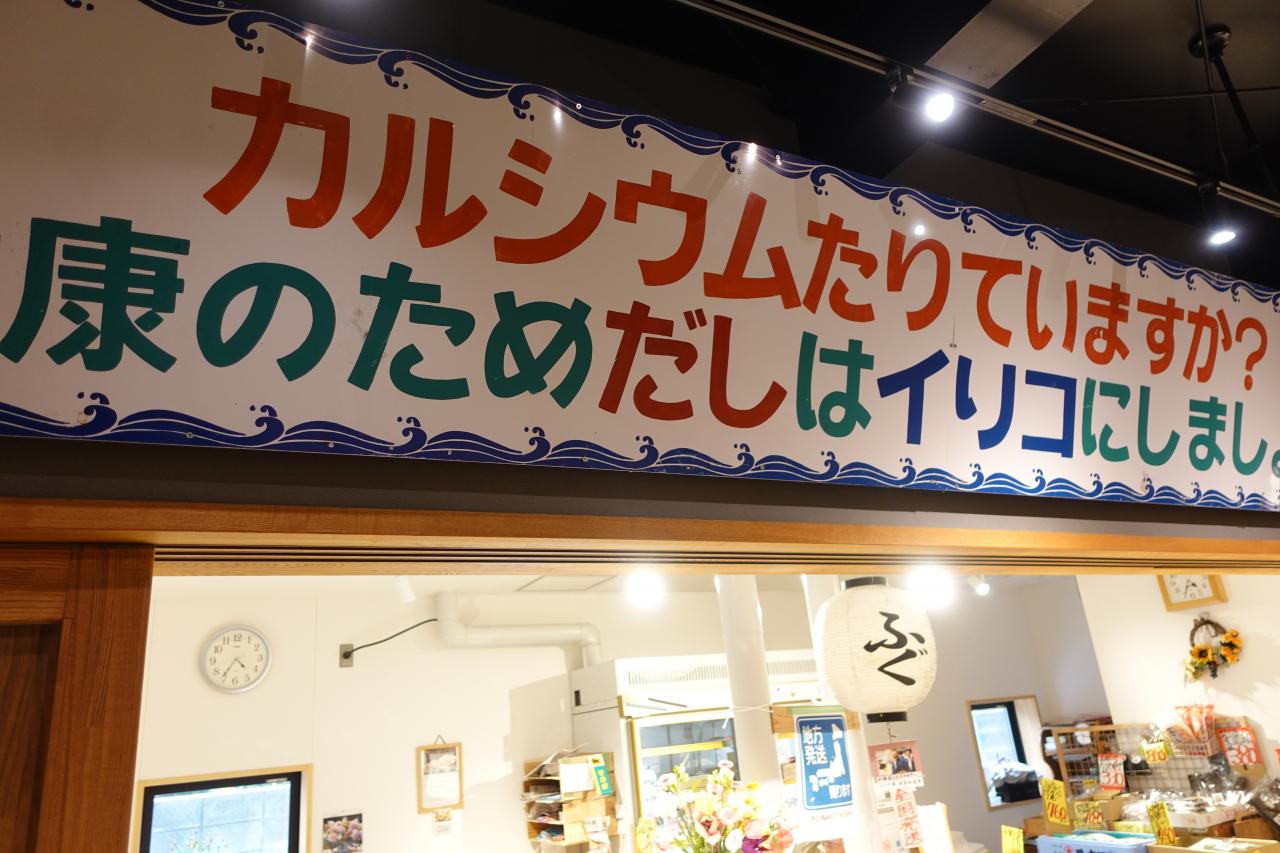 カルシウムたりていますか?
康のためだしはイリコにしまし
ふぐ
地方
発送